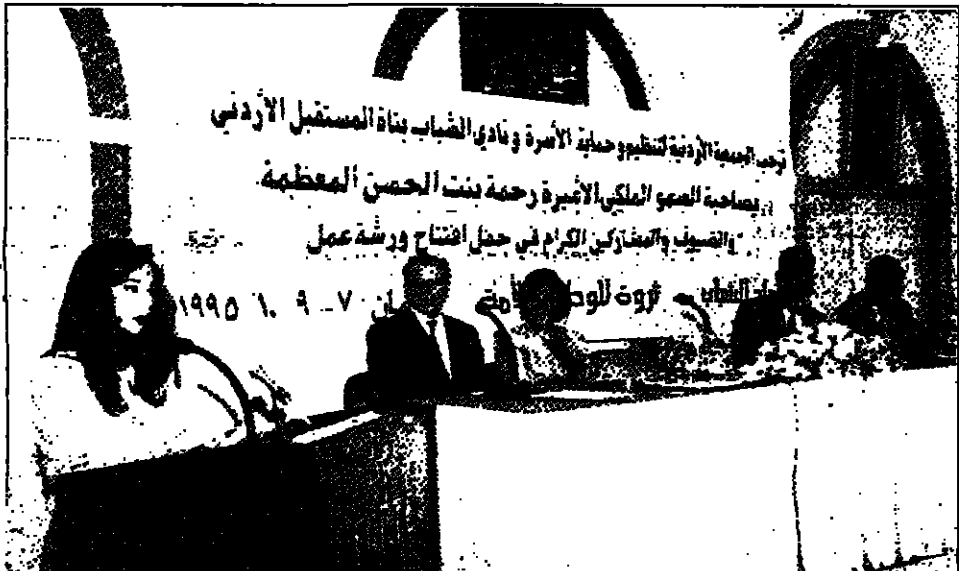 ترحب الجمعية الأردنية لتنظيم وحماية الأسرة ونادي الشباب بناة المستقبل الأردني
بصاحبة السمو الملكي الأميرة رحمة بنت الحسن المعظمة
والضيوف والمشاركين الكرام في حفل افتتاح ورشة عمل
ثروة للوطن
٧ - ٩ ١٠ ١٩٩٥